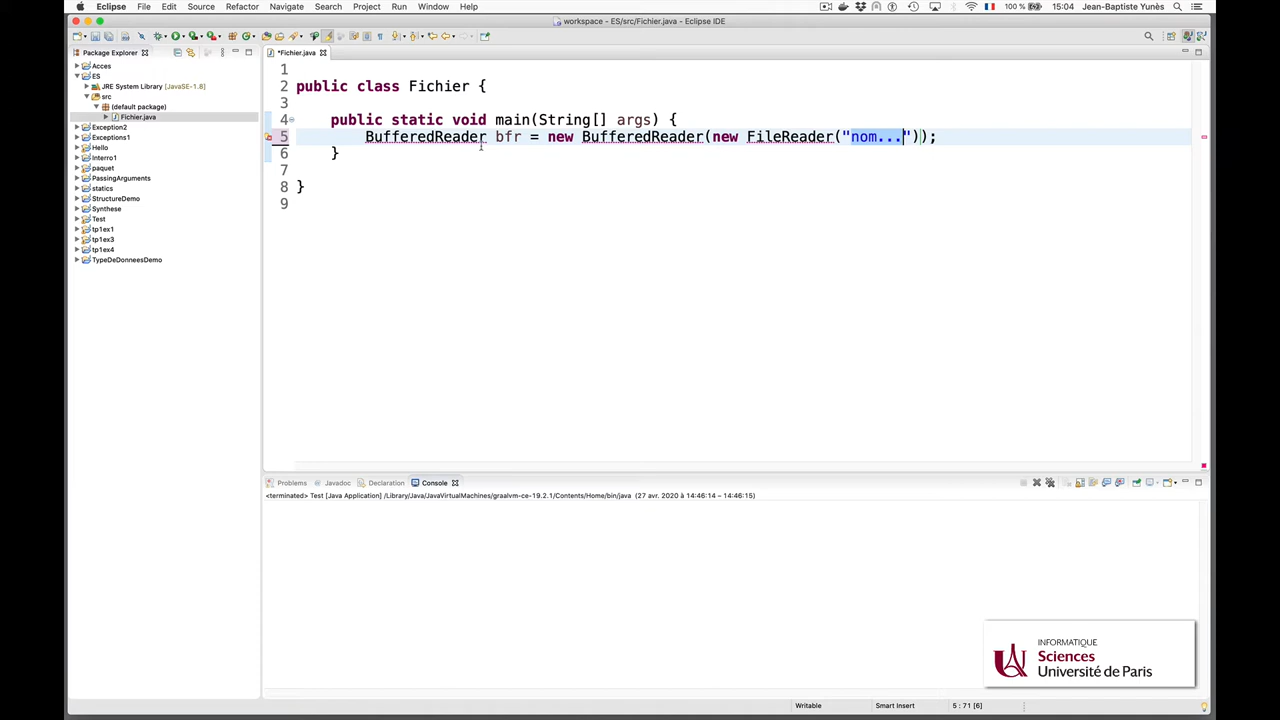 Eclipse File Edit Source Refactor Navigate Search Project Run Window Help
100 % 15:04 Jean-Baptiste Yunès
workspace - ES/src/Fichier.java - Eclipse IDE
Package Explorer
Acces
ES
JRE System Library [JavaSE-1.8]
src
(default package)
Fichier.java
Exception2
Exceptions1
Hello
Interro1
paquet
PassingArguments
statics
StructureDemo
Synthese
Test
tp1ex1
tp1ex3
tp1ex4
TypeDeDonneesDemo
*Fichier.java
1
2 public class Fichier {
3
4 public static void main(String[] args) {
5 BufferedReader bfr = new BufferedReader(new FileReader("nom..."));
6 }
7
8 }
9
Problems Javadoc Declaration Console
<terminated> Test [Java Application] /Library/Java/JavaVirtualMachines/graalvm-ce-19.2.1/Contents/Home/bin/java (27 avr. 2020 à 14:46:14 – 14:46:15)
INFORMATIQUE
Sciences
Université de Paris
Writable Smart Insert 5 : 71 [6]